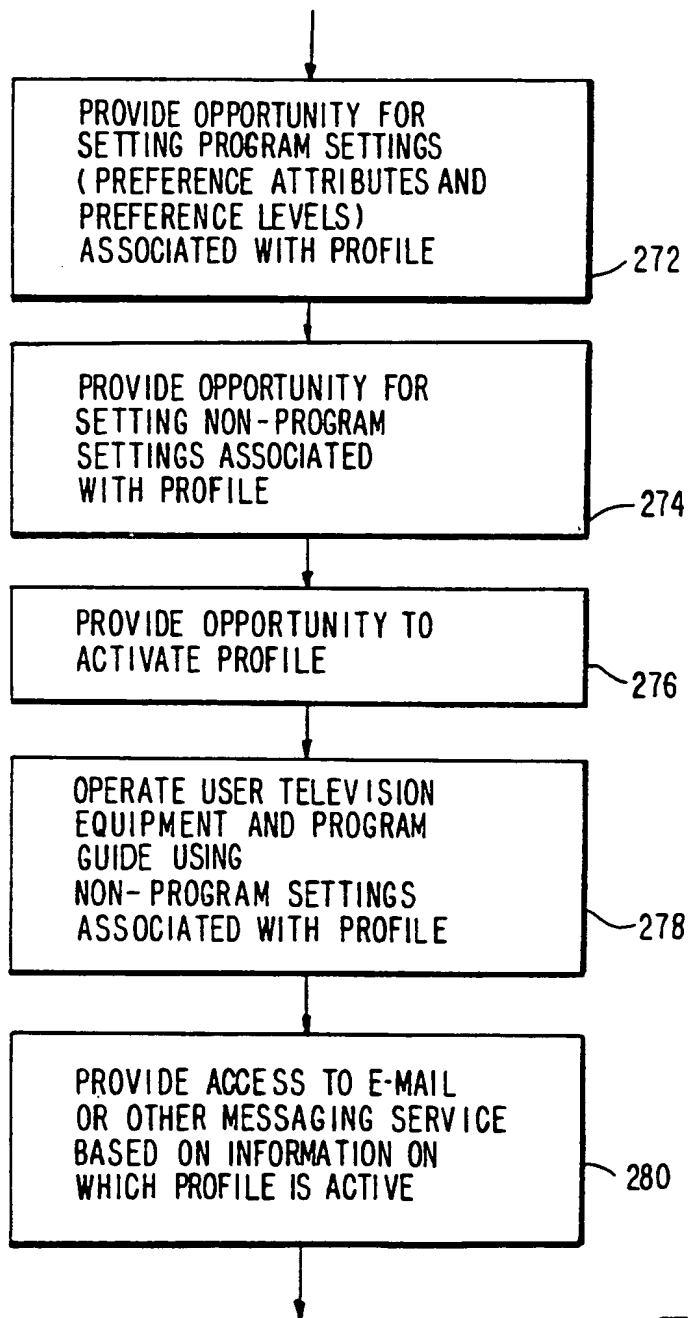 PROVIDE OPPORTUNITY FOR
SETTING PROGRAM SETTINGS
(PREFERENCE ATTRIBUTES AND
PREFERENCE LEVELS)
ASSOCIATED WITH PROFILE
272
PROVIDE OPPORTUNITY FOR
SETTING NON-PROGRAM
SETTINGS ASSOCIATED
WITH PROFILE
274
PROVIDE OPPORTUNITY TO
ACTIVATE PROFILE
276
OPERATE USER TELEVISION
EQUIPMENT AND PROGRAM
GUIDE USING
NON-PROGRAM SETTINGS
ASSOCIATED WITH PROFILE
278
PROVIDE ACCESS TO E-MAIL
OR OTHER MESSAGING SERVICE
BASED ON INFORMATION ON
WHICH PROFILE IS ACTIVE
280